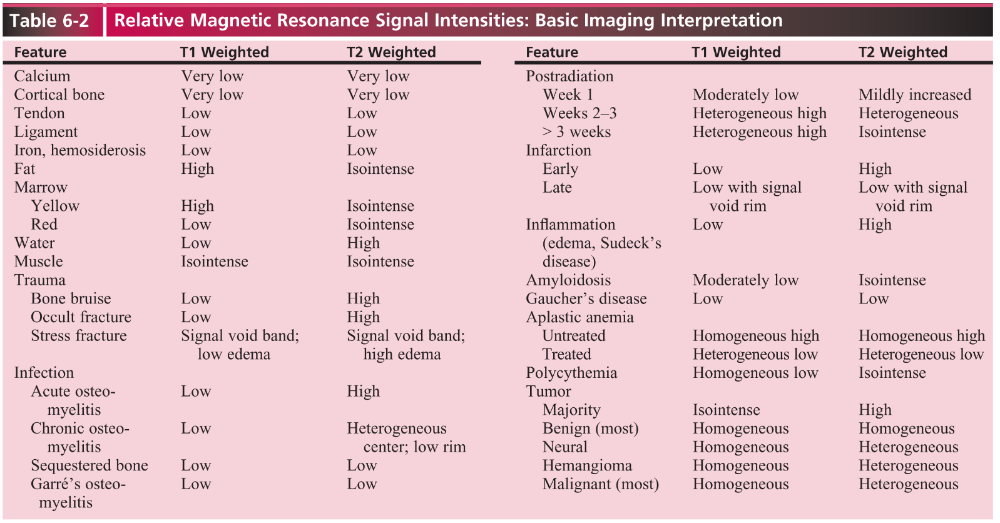 Table 6-2 Relative Magnetic Resonance Signal Intensities: Basic Imaging Interpretation
Feature T1 Weighted T2 Weighted
Calcium Very low Very low
Cortical bone Very low Very low
Tendon Low Low
Ligament Low Low
Iron, hemosiderosis Low Low
Fat High Isointense
Marrow
Yellow High Isointense
Red Low Isointense
Water Low High
Muscle Isointense Isointense
Trauma
Bone bruise Low High
Occult fracture Low High
Stress fracture Signal void band; Signal void band;
low edema high edema
Infection
Acute osteo- Low High
myelitis
Chronic osteo- Low Heterogeneous
myelitis center; low rim
Sequestered bone Low Low
Garré’s osteo- Low Low
myelitis
Feature T1 Weighted T2 Weighted
Postradiation
Week 1 Moderately low Mildly increased
Weeks 2–3 Heterogeneous high Heterogeneous
> 3 weeks Heterogeneous high Isointense
Infarction
Early Low High
Late Low with signal Low with signal
void rim void rim
Inflammation Low High
(edema, Sudeck’s
disease)
Amyloidosis Moderately low Isointense
Gaucher’s disease Low Low
Aplastic anemia
Untreated Homogeneous high Homogeneous high
Treated Heterogeneous low Heterogeneous low
Polycythemia Homogeneous low Isointense
Tumor
Majority Isointense High
Benign (most) Homogeneous Homogeneous
Neural Homogeneous Heterogeneous
Hemangioma Homogeneous Heterogeneous
Malignant (most) Homogeneous Heterogeneous